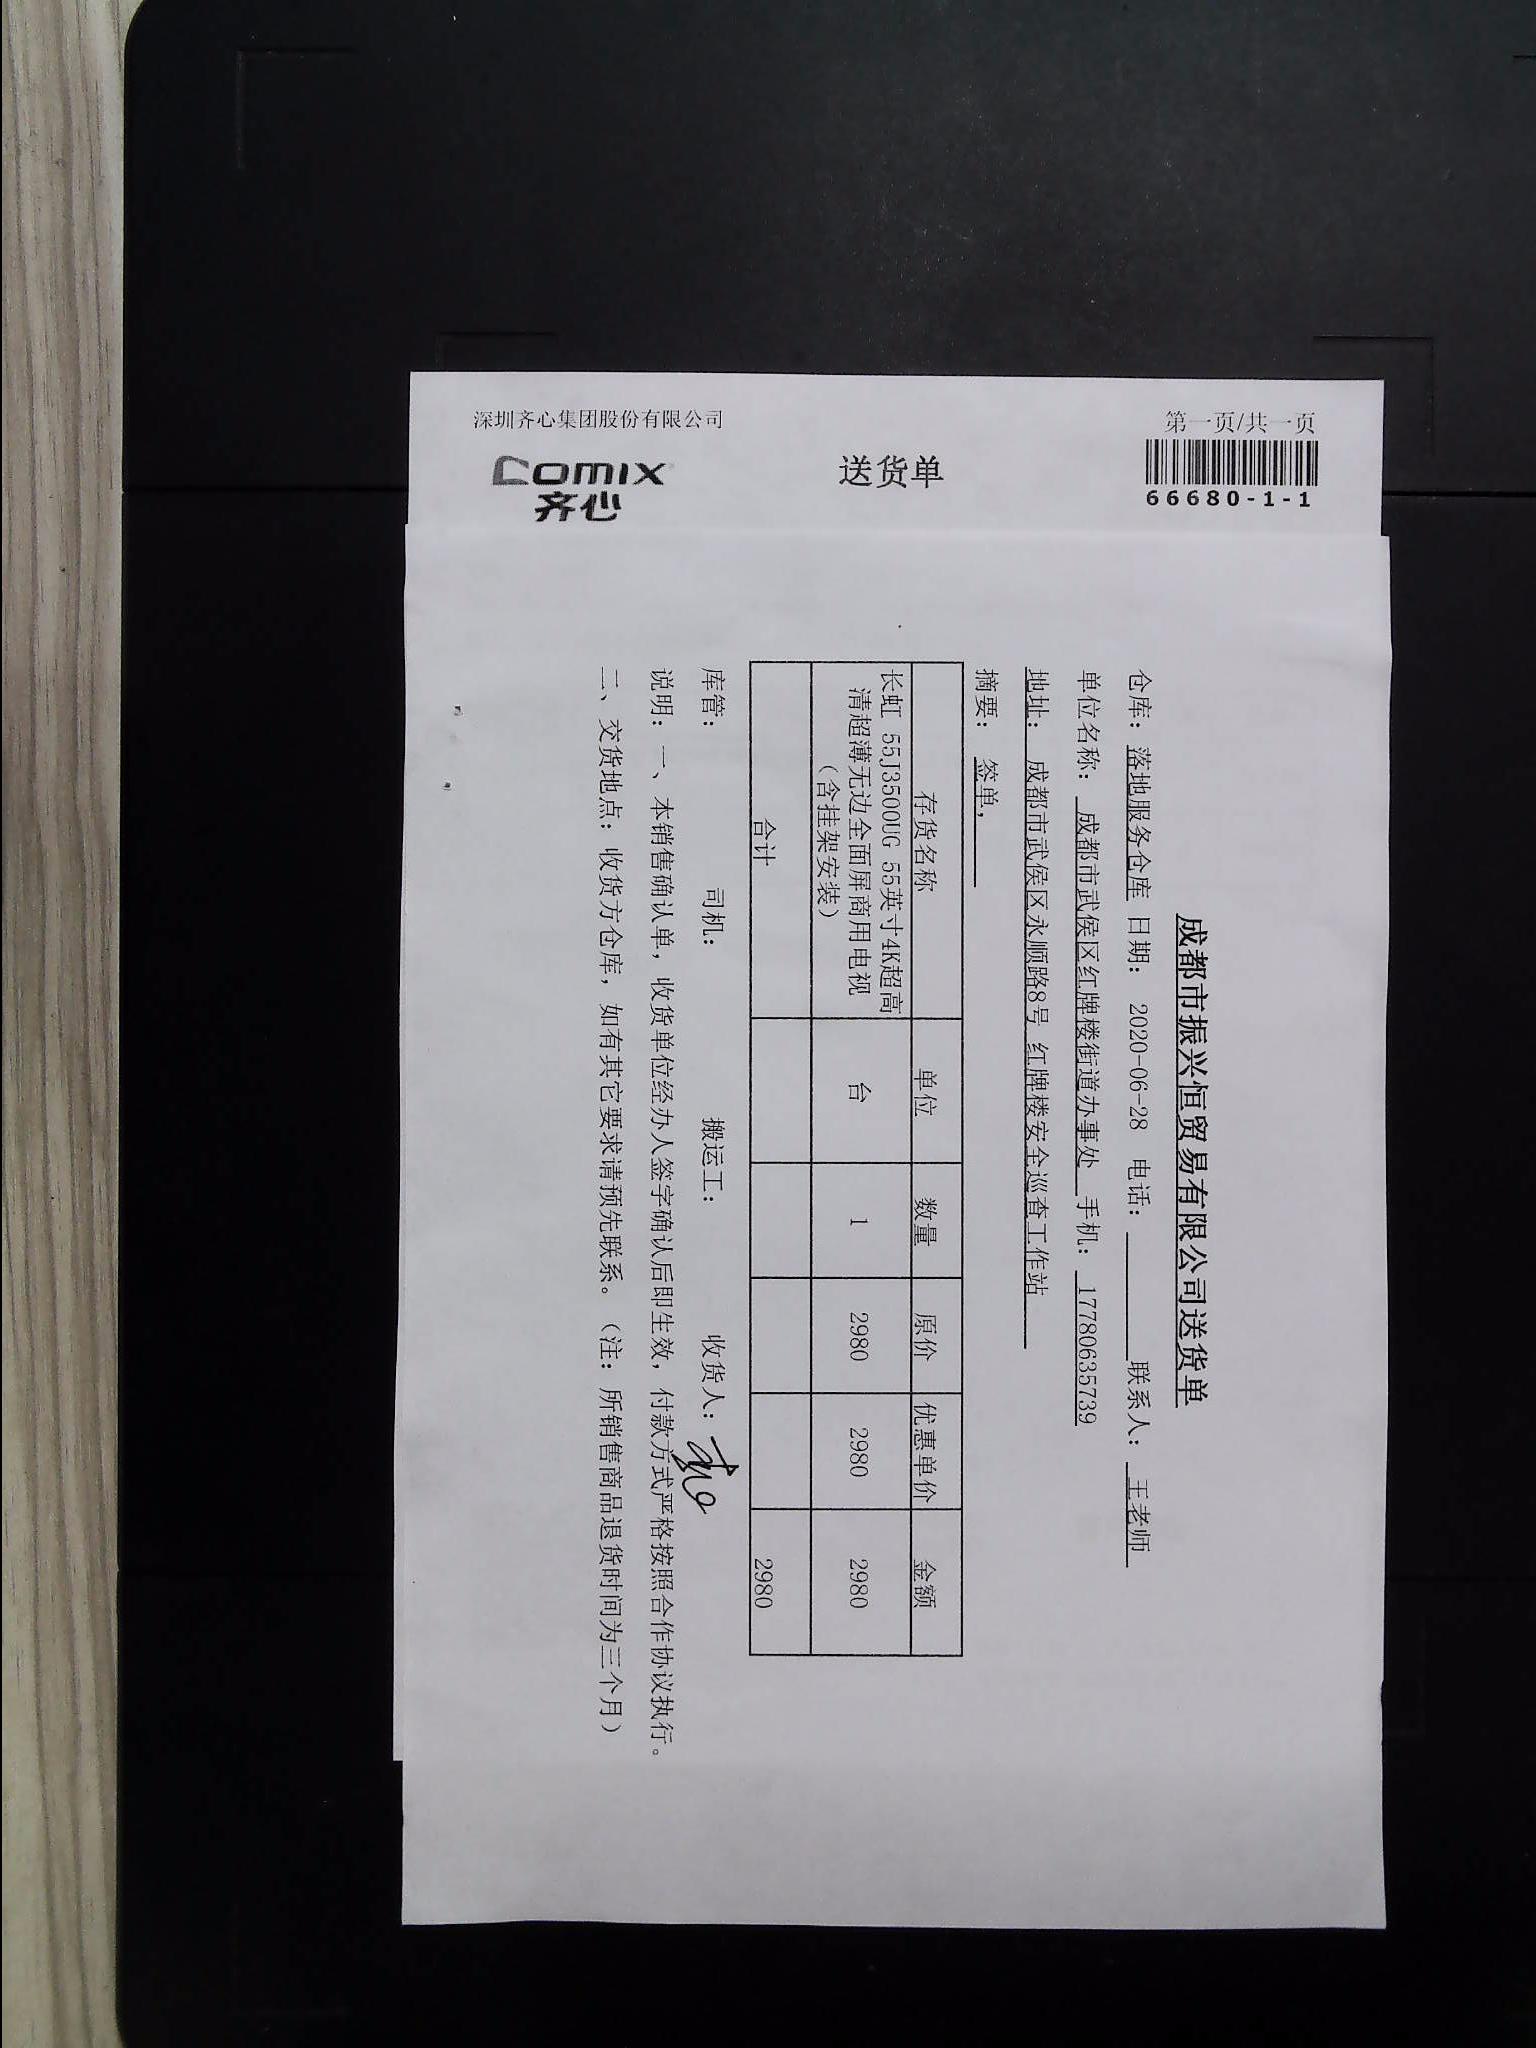 深圳齐心集团股份有限公司
第一页/共一页
comix
齐心
送货单
66680-1-1
成都市振兴恒贸易有限公司送货单
仓库：落地服务仓库 日期：2020-06-28 电话： 联系人：王老师
单位名称：成都市武侯区红牌楼街道办事处 手机：17780635739
地址：成都市武侯区永顺路8号 红牌楼安全巡查工作站
摘要：签单，
存货名称 单位 数量 原价 优惠单价 金额
长虹 55J3500UG 55英寸4K超高
清超薄无边全面屏商用电视 台 1 2980 2980 2980
（含挂架安装）
合计 2980
库管： 司机： 搬运工： 收货人：
说明：一、本销售确认单，收货单位经办人签字确认后即生效，付款方式严格按照合作协议执行。
二、交货地点：收货方仓库，如有其它要求请预先联系。（注：所销售商品退货时间为三个月）